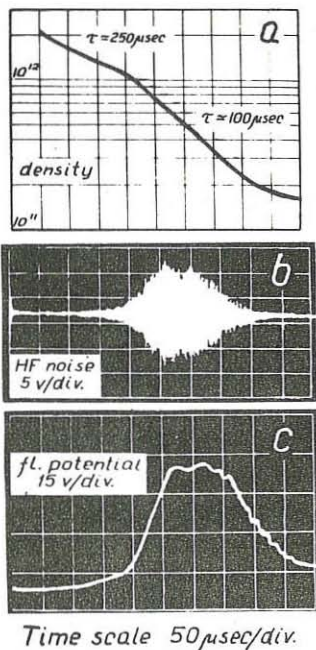 a
τ≃250μsec
10¹²
τ≃100μsec
density
10¹¹
b
HF noise
5 v/div.
c
fl. potential
15 v/div.
Time scale 50μsec/div.